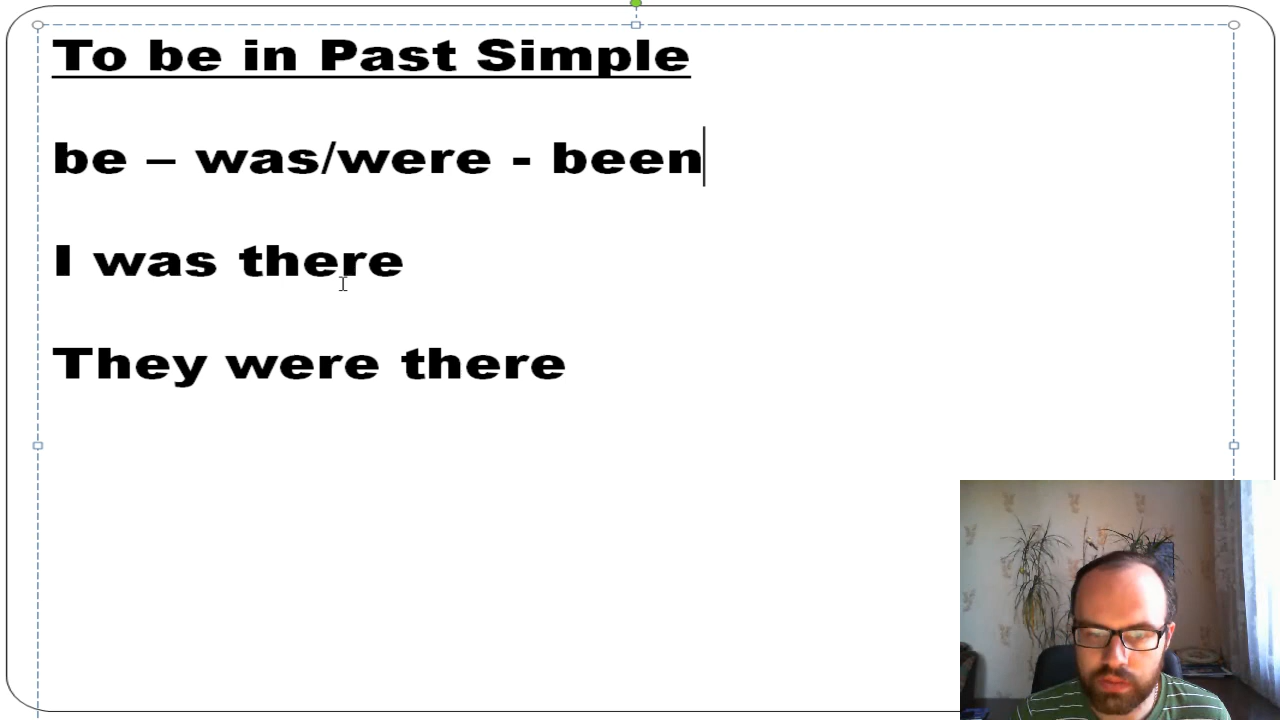 To be in Past Simple
be – was/were - been
I was there
They were there